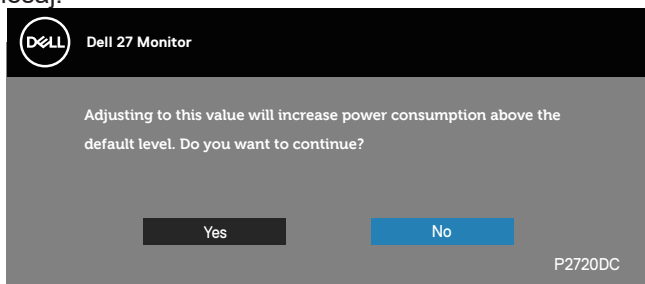 DELL
Dell 27 Monitor
Adjusting to this value will increase power consumption above the
default level. Do you want to continue?
Yes
No
P2720DC